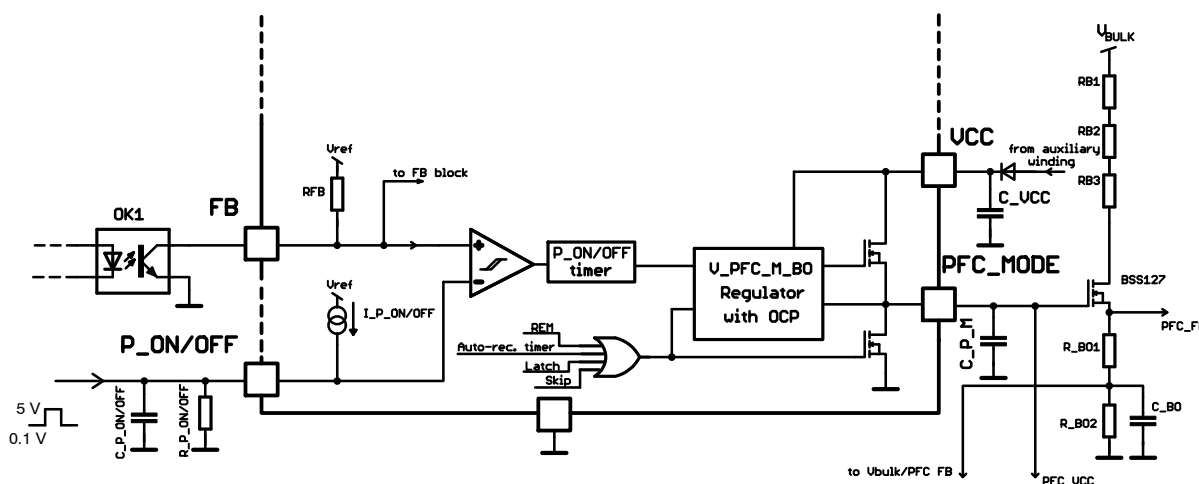 V_BULK
RB1
RB2
RB3
VCC
from auxiliary
winding
C_VCC
Vref
RFB
to FB block
OK1
FB
P_ON/OFF
timer
V_PFC_M_BO
Regulator
with OCP
PFC_MODE
BSS127
PFC_F
Vref
I_P_ON/OFF
P_ON/OFF
REM
Auto-rec. timer
Latch
Skip
C_P_M
R_BO1
R_BO2
C_BO
5 V
0.1 V
C_P_ON/OFF
R_P_ON/OFF
to Vbulk/PFC FB
PFC_VCC